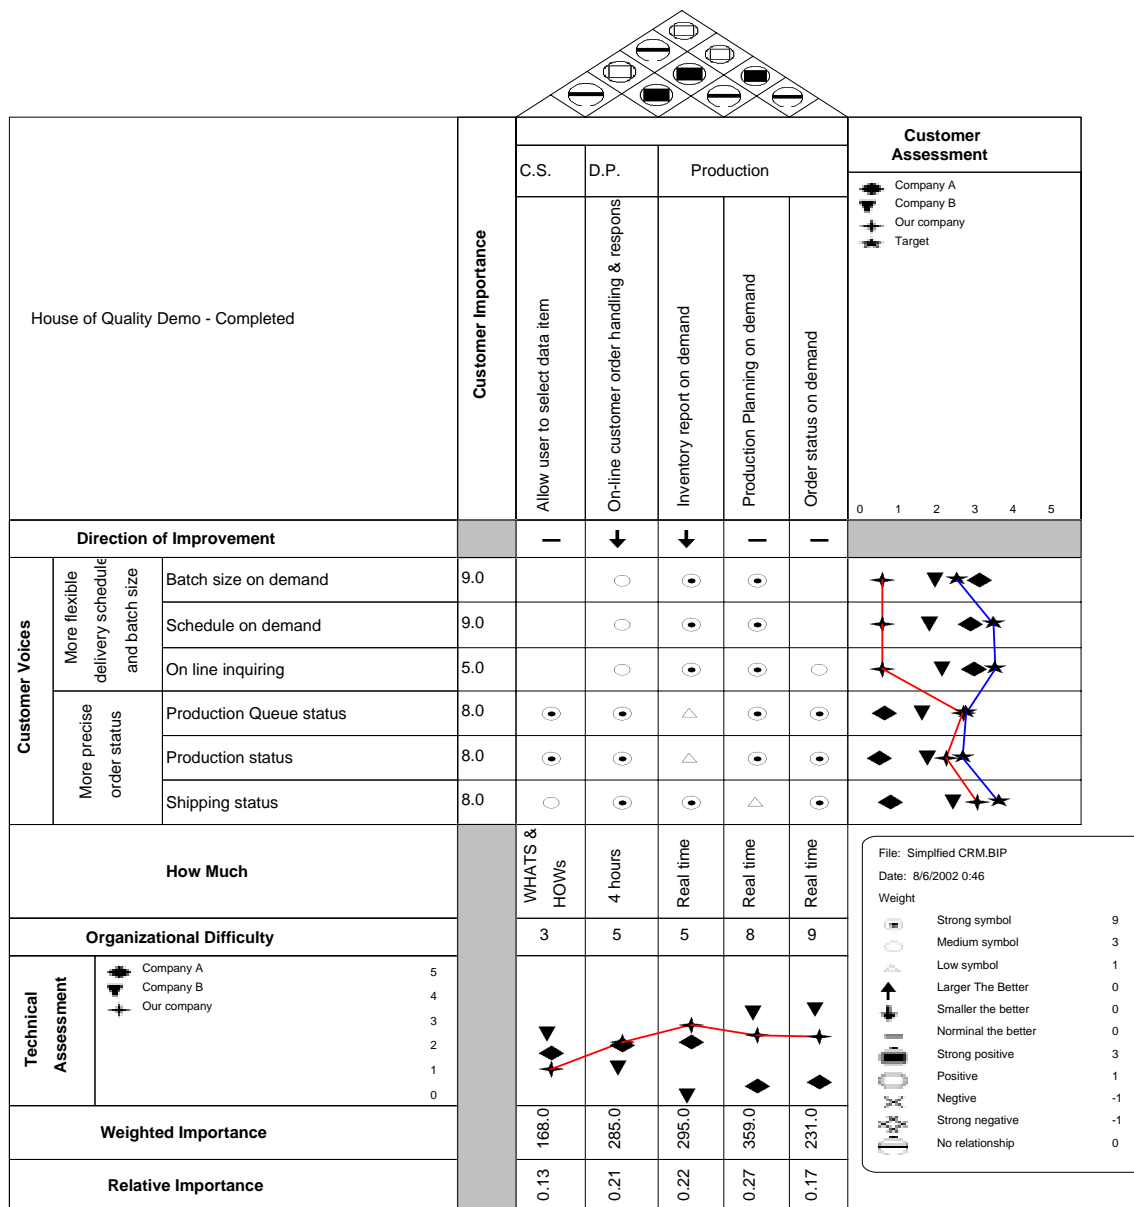 Customer
Assessment
C.S.
D.P.
Production
Company A
Company B
Our company
Target
House of Quality Demo - Completed
Customer Importance
Allow user to select data item
On-line customer order handling & respons
Inventory report on demand
Production Planning on demand
Order status on demand
0 1 2 3 4 5
Direction of Improvement
Customer Voices
More flexible
delivery schedule
and batch size
Batch size on demand 9.0
Schedule on demand 9.0
On line inquiring 5.0
More precise
order status
Production Queue status 8.0
Production status 8.0
Shipping status 8.0
How Much
WHATS &
HOWs
4 hours
Real time
Real time
Real time
Organizational Difficulty 3 5 5 8 9
Technical
Assessment
Company A
Company B
Our company
5
4
3
2
1
0
Weighted Importance 168.0 285.0 295.0 359.0 231.0
Relative Importance 0.13 0.21 0.22 0.27 0.17
File: Simplfied CRM.BIP
Date: 8/6/2002 0:46
Weight
Strong symbol 9
Medium symbol 3
Low symbol 1
Larger The Better 0
Smaller the better 0
Norminal the better 0
Strong positive 3
Positive 1
Negtive -1
Strong negative -1
No relationship 0